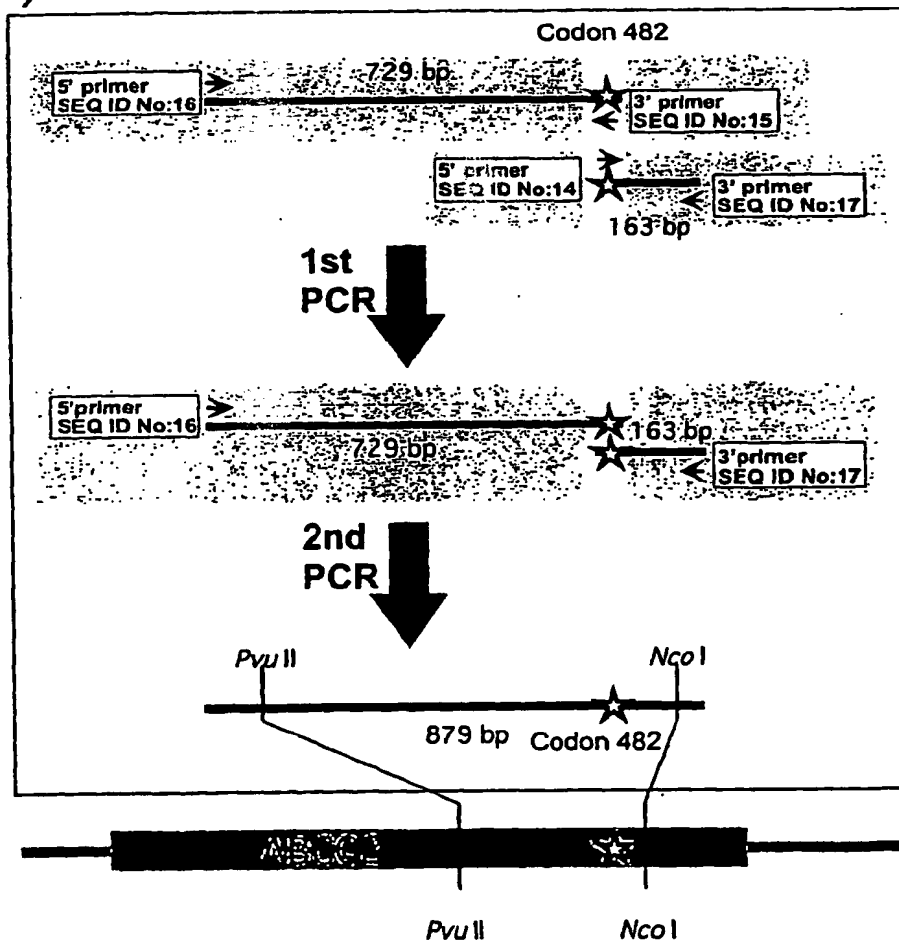 Codon 482
729 bp
5' primer
SEQ ID No:16
3' primer
SEQ ID No:15
5' primer
SEQ ID No:14
3' primer
SEQ ID No:17
163 bp
1st
PCR
5'primer
SEQ ID No:16
729 bp
163 bp
3'primer
SEQ ID No:17
2nd
PCR
Pvu II
Nco I
879 bp
Codon 482
Pvu II
Nco I